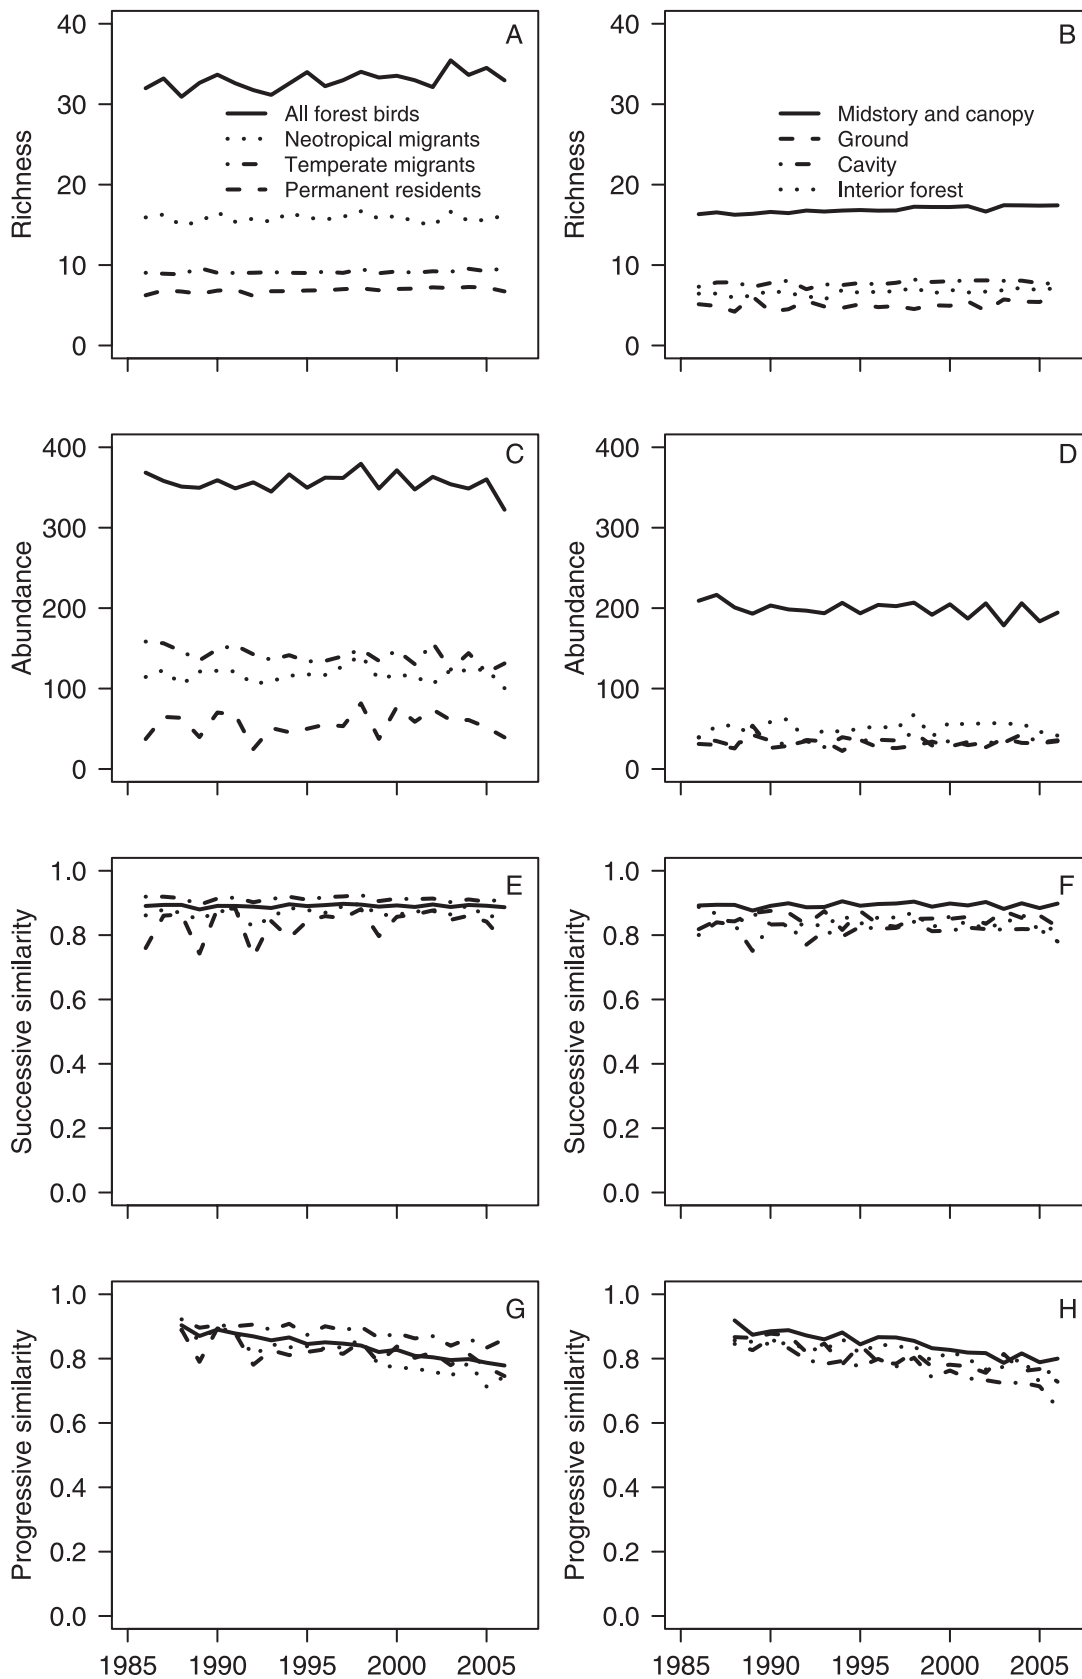 A
Richness
40
30
20
10
0
All forest birds
Neotropical migrants
Temperate migrants
Permanent residents
B
Richness
40
30
20
10
0
Midstory and canopy
Ground
Cavity
Interior forest
C
Abundance
400
300
200
100
0
D
Abundance
400
300
200
100
0
E
Successive similarity
1.0
0.8
0.6
0.4
0.2
0.0
F
Successive similarity
1.0
0.8
0.6
0.4
0.2
0.0
G
Progressive similarity
1.0
0.8
0.6
0.4
0.2
0.0
1985 1990 1995 2000 2005
H
Progressive similarity
1.0
0.8
0.6
0.4
0.2
0.0
1985 1990 1995 2000 2005